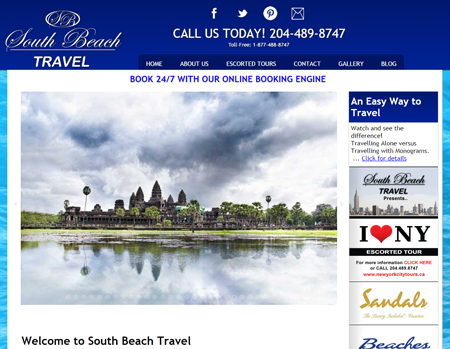 SB
South Beach
TRAVEL
CALL US TODAY! 204-489-8747
Toll-Free: 1-877-488-8747
HOME ABOUT US ESCORTED TOURS CONTACT GALLERY BLOG
BOOK 24/7 WITH OUR ONLINE BOOKING ENGINE
An Easy Way to
Travel
Watch and see the
difference!
Travelling Alone versus
Travelling with Monograms.
... Click for details
South Beach
TRAVEL
Presents..
I NY
ESCORTED TOUR
For more information CLICK HERE
or CALL 204.489.8747
www.newyorkcitytours.ca
Sandals
The Luxury Included Vacation
Beaches
Welcome to South Beach Travel